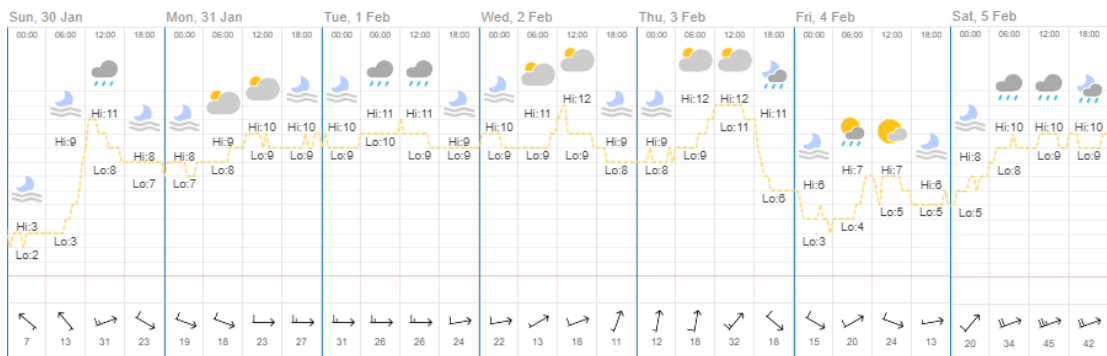 Sun, 30 Jan Mon, 31 Jan Tue, 1 Feb Wed, 2 Feb Thu, 3 Feb Fri, 4 Feb Sat, 5 Feb
00:00 06:00 12:00 18:00 00:00 06:00 12:00 18:00 00:00 06:00 12:00 18:00 00:00 06:00 12:00 18:00 00:00 06:00 12:00 18:00 00:00 06:00 12:00 18:00 00:00 06:00 12:00 18:00
Hi:3 Hi:9 Hi:11 Hi:8 Hi:8 Hi:9 Hi:10 Hi:10 Hi:10 Hi:11 Hi:11 Hi:9 Hi:10 Hi:11 Hi:12 Hi:9 Hi:9 Hi:12 Hi:12 Hi:11 Hi:6 Hi:7 Hi:7 Hi:6 Hi:8 Hi:10 Hi:10 Hi:10
Lo:2 Lo:3 Lo:8 Lo:7 Lo:7 Lo:8 Lo:9 Lo:9 Lo:9 Lo:10 Lo:9 Lo:9 Lo:9 Lo:9 Lo:9 Lo:8 Lo:8 Lo:9 Lo:11 Lo:6 Lo:3 Lo:4 Lo:5 Lo:5 Lo:5 Lo:8 Lo:9 Lo:9
7 13 31 23 19 18 23 27 31 26 26 24 22 13 18 11 12 18 32 18 15 20 24 13 20 34 45 42